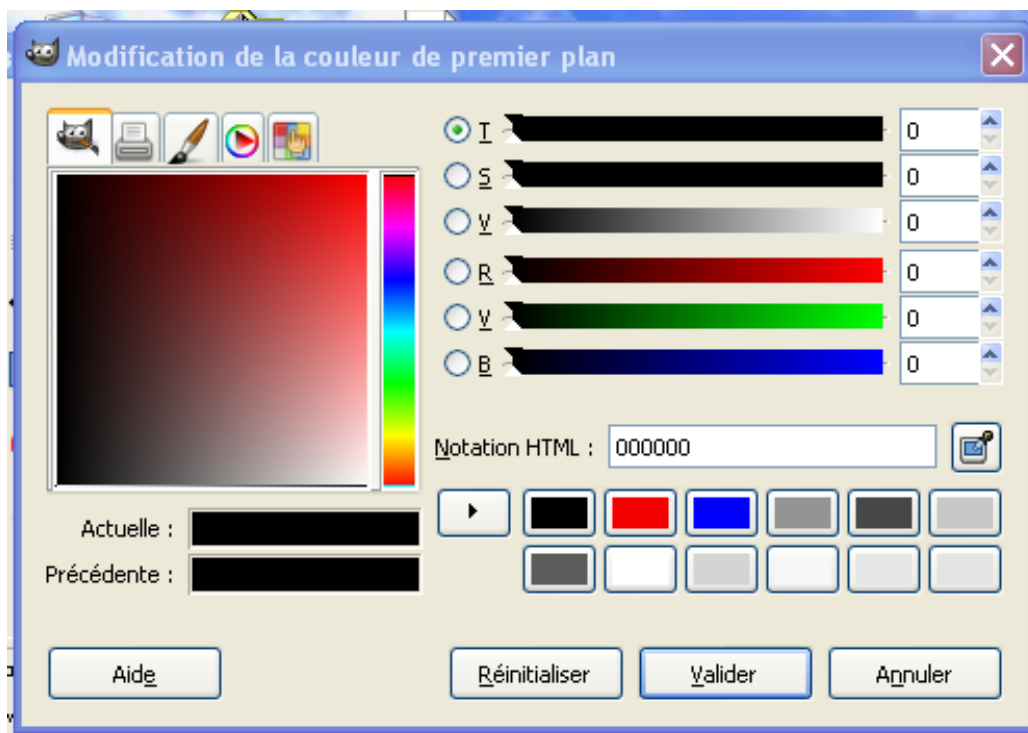 Modification de la couleur de premier plan
T 0
S 0
V 0
R 0
V 0
B 0
Notation HTML : 000000
Actuelle :
Précédente :
Aide
Réinitialiser
Valider
Annuler